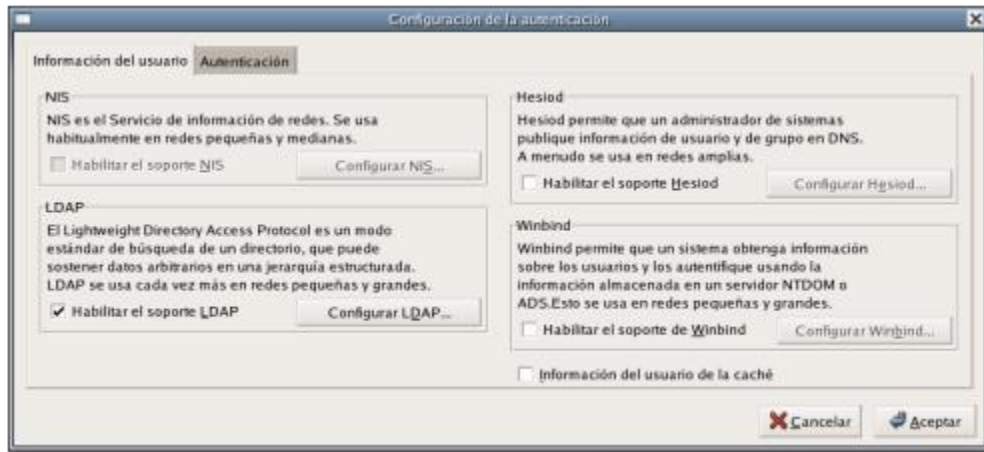 Configuración de la autenticación
Información del usuario
Autenticación
NIS
NIS es el Servicio de información de redes. Se usa
habitualmente en redes pequeñas y medianas.
Habilitar el soporte NIS
Configurar NIS...
LDAP
El Lightweight Directory Access Protocol es un modo
estándar de búsqueda de un directorio, que puede
sostener datos arbitrarios en una jerarquía estructurada.
LDAP se usa cada vez más en redes pequeñas y grandes.
Habilitar el soporte LDAP
Configurar LDAP...
Hesiod
Hesiod permite que un administrador de sistemas
publique información de usuario y de grupo en DNS.
A menudo se usa en redes amplias.
Habilitar el soporte Hesiod
Configurar Hesiod...
Winbind
Winbind permite que un sistema obtenga información
sobre los usuarios y los autentifique usando la
información almacenada en un servidor NTDOM o
ADS.Esto se usa en redes pequeñas y grandes.
Habilitar el soporte de Winbind
Configurar Winbind...
Información del usuario de la caché
Cancelar
Aceptar